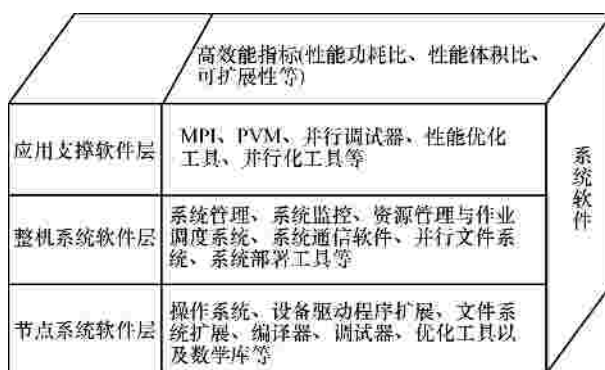 高效能指标(性能功耗比、性能体积比、
可扩展性等)
应用支撑软件层
MPI、PVM、并行调试器、性能优化
工具、并行化工具等
整机系统软件层
系统管理、系统监控、资源管理与作业
调度系统、系统通信软件、并行文件系
统、系统部署工具等
节点系统软件层
操作系统、设备驱动程序扩展、文件系
统扩展、编译器、调试器、优化工具以
及数学库等
系统软件